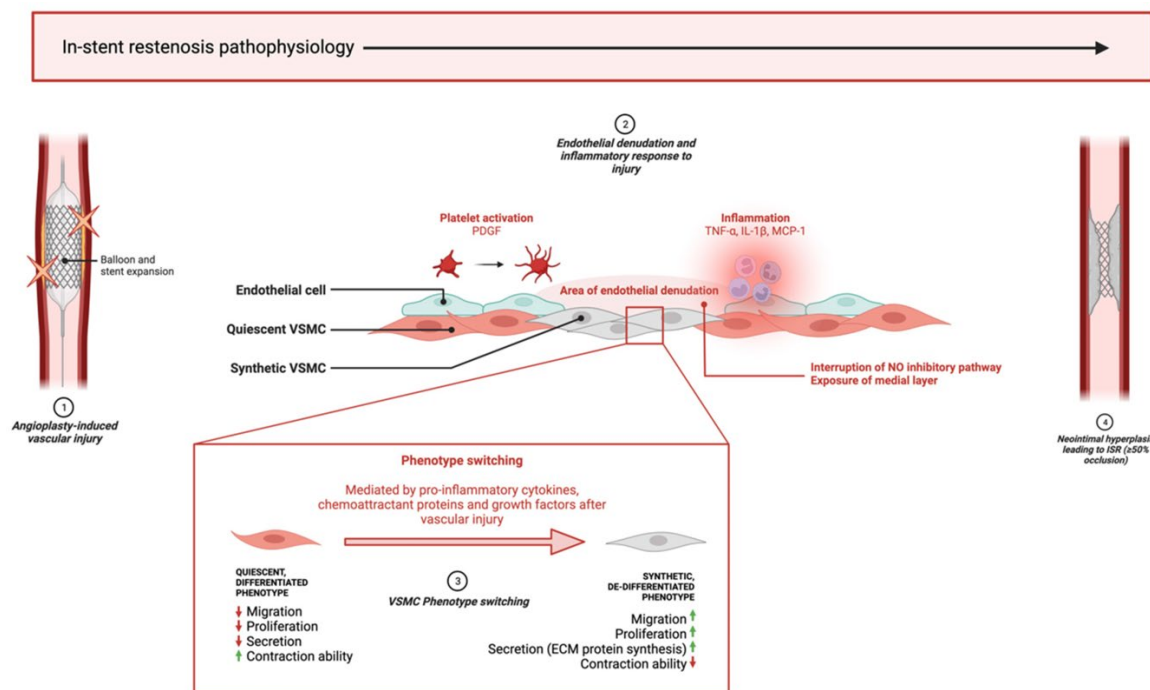 In-stent restenosis pathophysiology
2
Endothelial denudation and
inflammatory response to
injury
Balloon and
stent expansion
1
Angioplasty-induced
vascular injury
Platelet activation
PDGF
Inflammation
TNF-α, IL-1β, MCP-1
Area of endothelial denudation
Endothelial cell
Quiescent VSMC
Synthetic VSMC
Interruption of NO inhibitory pathway
Exposure of medial layer
4
Neointimal hyperplasi
leading to ISR (≥50%
occlusion)
Phenotype switching
Mediated by pro-inflammatory cytokines,
chemoattractant proteins and growth factors after
vascular injury
QUIESCENT,
DIFFERENTIATED
PHENOTYPE
↓ Migration
↓ Proliferation
↓ Secretion
↑ Contraction ability
3
VSMC Phenotype switching
SYNTHETIC,
DE-DIFFERENTIATED
PHENOTYPE
Migration ↑
Proliferation ↑
Secretion (ECM protein synthesis) ↑
Contraction ability ↓